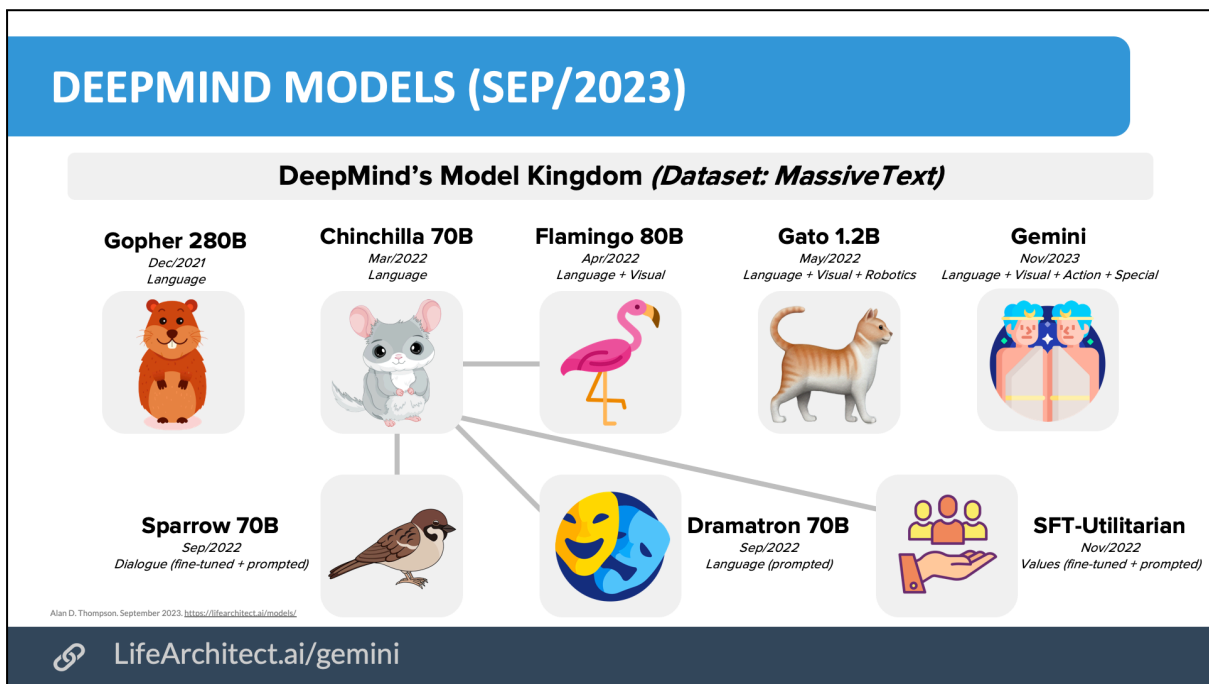 DEEPMIND MODELS (SEP/2023)
DeepMind's Model Kingdom (Dataset: MassiveText)
Gopher 280B
Dec/2021
Language
Chinchilla 70B
Mar/2022
Language
Flamingo 80B
Apr/2022
Language + Visual
Gato 1.2B
May/2022
Language + Visual + Robotics
Gemini
Nov/2023
Language + Visual + Action + Special
Sparrow 70B
Sep/2022
Dialogue (fine-tuned + prompted)
Dramatron 70B
Sep/2022
Language (prompted)
SFT-Utilitarian
Nov/2022
Values (fine-tuned + prompted)
Alan D. Thompson. September 2023. https://lifearchitect.ai/models/
LifeArchitect.ai/gemini